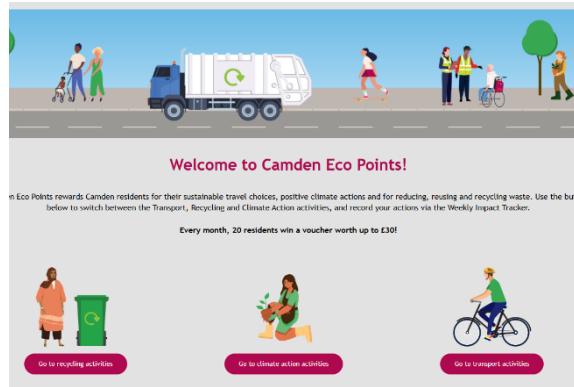 Welcome to Camden Eco Points!
n Eco Points rewards Camden residents for their sustainable travel choices, positive climate actions and for reducing, reusing and recycling waste. Use the bu
below to switch between the Transport, Recycling and Climate Action activities, and record your actions via the Weekly Impact Tracker.
Every month, 20 residents win a voucher worth up to £30!
Go to recycling activities
Go to climate action activities
Go to transport activities